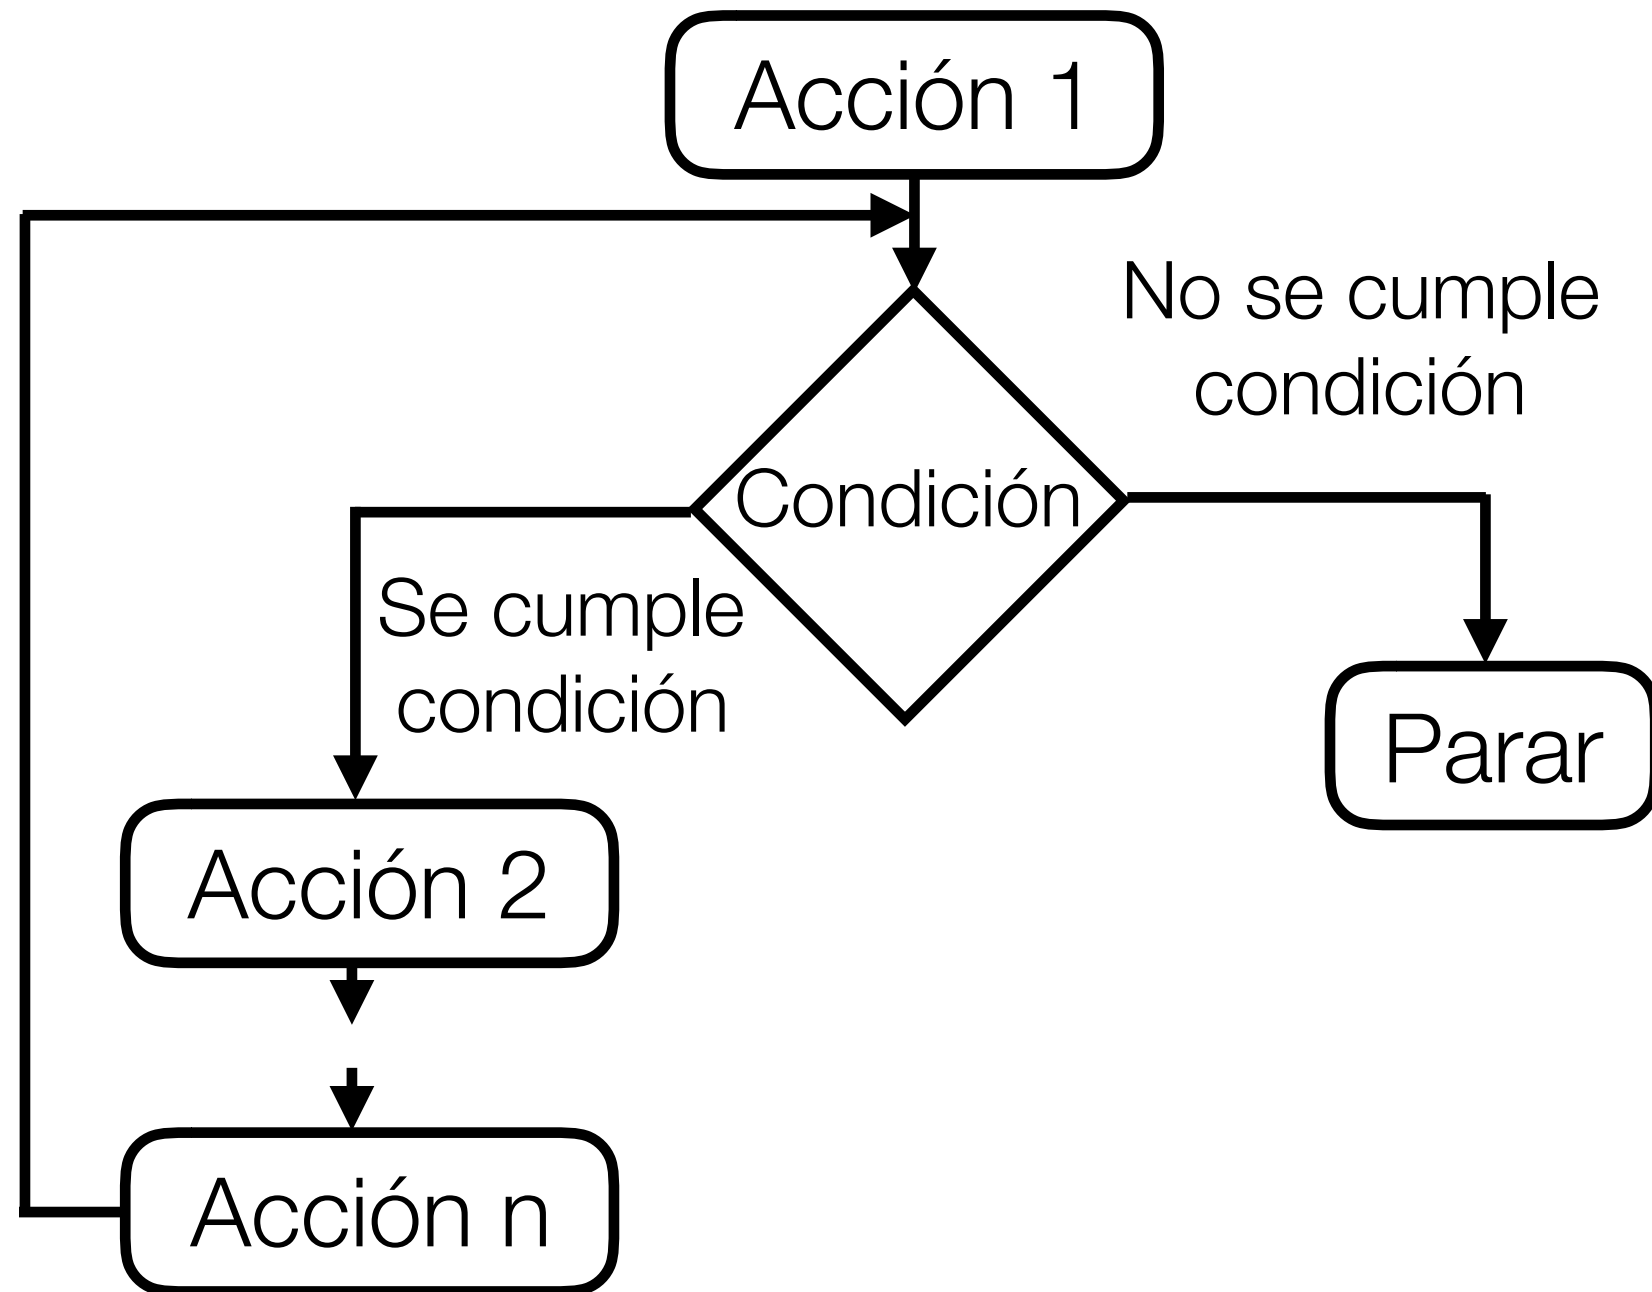 Acción 1
No se cumple
condición
Condición
Se cumple
condición
Parar
Acción 2
Acción n